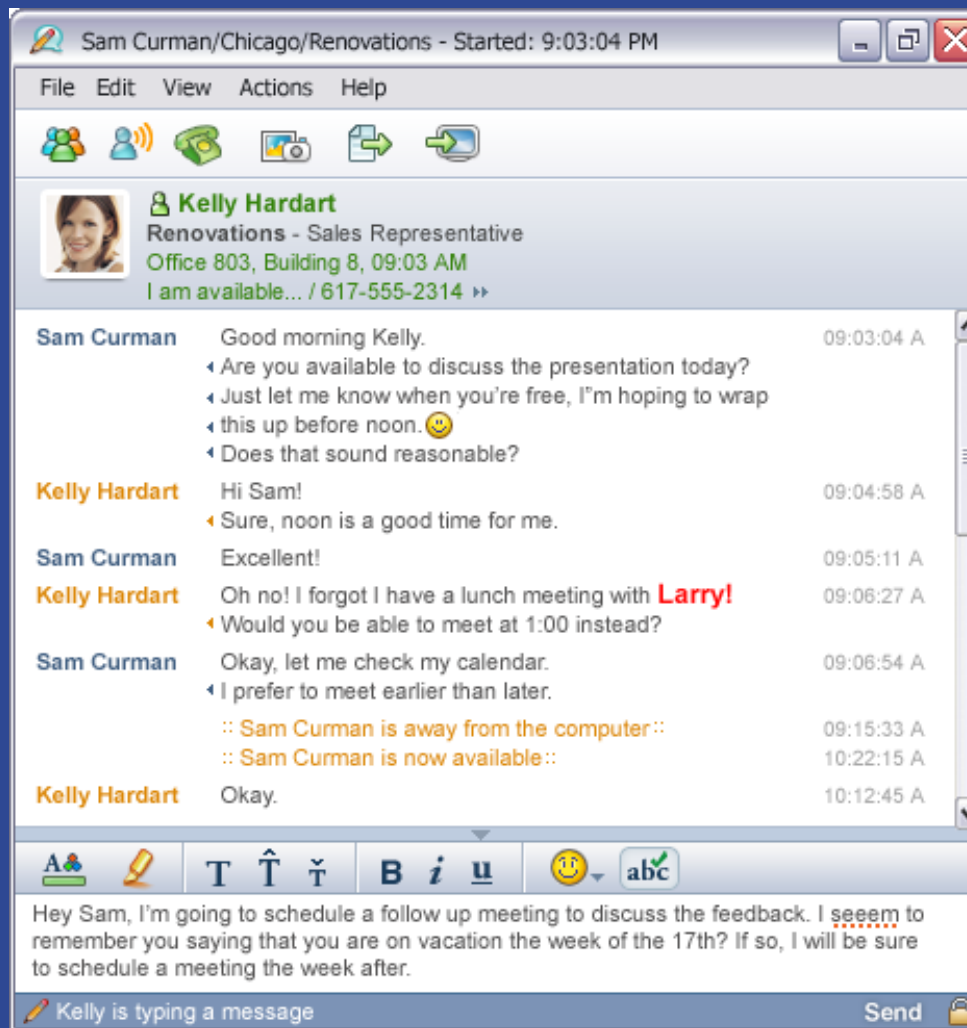 Sam Curman/Chicago/Renovations - Started: 9:03:04 PM
File Edit View Actions Help
Kelly Hardart
Renovations - Sales Representative
Office 803, Building 8, 09:03 AM
I am available... / 617-555-2314
Sam Curman Good morning Kelly. 09:03:04 A
Are you available to discuss the presentation today?
Just let me know when you're free, I"m hoping to wrap
this up before noon.
Does that sound reasonable?
Kelly Hardart Hi Sam! 09:04:58 A
Sure, noon is a good time for me.
Sam Curman Excellent! 09:05:11 A
Kelly Hardart Oh no! I forgot I have a lunch meeting with Larry! 09:06:27 A
Would you be able to meet at 1:00 instead?
Sam Curman Okay, let me check my calendar. 09:06:54 A
I prefer to meet earlier than later.
:: Sam Curman is away from the computer :: 09:15:33 A
:: Sam Curman is now available :: 10:22:15 A
Kelly Hardart Okay. 10:12:45 A
A T T T B i u abc
Hey Sam, I'm going to schedule a follow up meeting to discuss the feedback. I seeem to
remember you saying that you are on vacation the week of the 17th? If so, I will be sure
to schedule a meeting the week after.
Kelly is typing a message Send